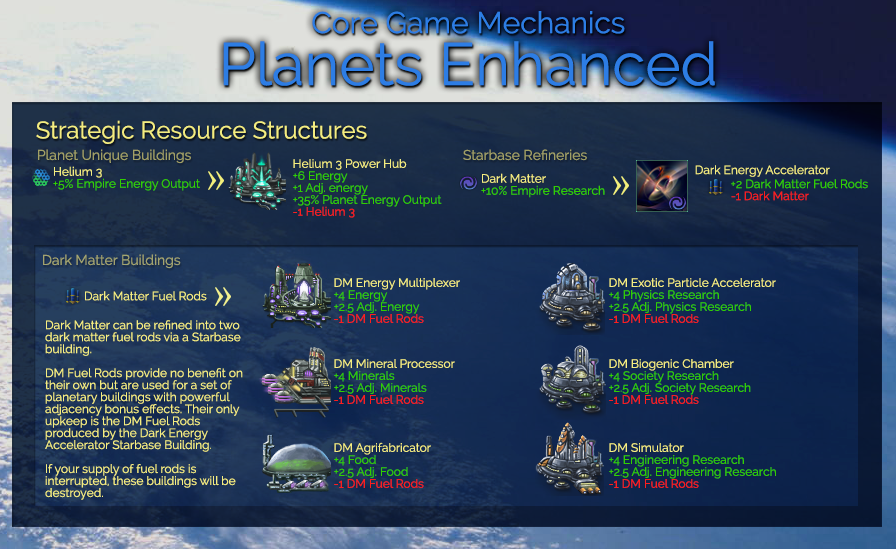 Core Game Mechanics
Planets Enhanced
Strategic Resource Structures
Planet Unique Buildings
Helium 3
+5% Empire Energy Output
Helium 3 Power Hub
+6 Energy
+1 Adj. energy
+35% Planet Energy Output
-1 Helium 3
Starbase Refineries
Dark Matter
+10% Empire Research
Dark Energy Accelerator
+2 Dark Matter Fuel Rods
-1 Dark Matter
Dark Matter Buildings
Dark Matter Fuel Rods
Dark Matter can be refined into two
dark matter fuel rods via a Starbase
building.
DM Fuel Rods provide no benefit on
their own but are used for a set of
planetary buildings with powerful
adjacency bonus effects. Their only
upkeep is the DM Fuel Rods
produced by the Dark Energy
Accelerator Starbase Building.
If your supply of fuel rods is
interrupted, these buildings will be
destroyed.
DM Energy Multiplexer
+4 Energy
+2.5 Adj. Energy
-1 DM Fuel Rods
DM Mineral Processor
+4 Minerals
+2.5 Adj. Minerals
-1 DM Fuel Rods
DM Agrifabricator
+4 Food
+2.5 Adj. Food
-1 DM Fuel Rods
DM Exotic Particle Accelerator
+4 Physics Research
+2.5 Adj. Physics Research
-1 DM Fuel Rods
DM Biogenic Chamber
+4 Society Research
+2.5 Adj. Society Research
-1 DM Fuel Rods
DM Simulator
+4 Engineering Research
+2.5 Adj. Engineering Research
-1 DM Fuel Rods